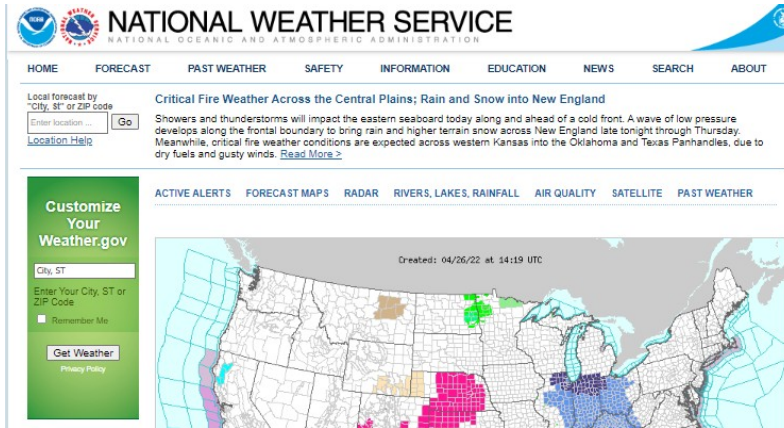 NATIONAL WEATHER SERVICE
NATIONAL OCEANIC AND ATMOSPHERIC ADMINISTRATION
HOME FORECAST PAST WEATHER SAFETY INFORMATION EDUCATION NEWS SEARCH ABOUT
Local forecast by
"City, St" or ZIP code
Enter location ... Go
Location Help
Critical Fire Weather Across the Central Plains; Rain and Snow into New England
Showers and thunderstorms will impact the eastern seaboard today along and ahead of a cold front. A wave of low pressure
develops along the frontal boundary to bring rain and higher terrain snow across New England late tonight through Thursday.
Meanwhile, critical fire weather conditions are expected across western Kansas into the Oklahoma and Texas Panhandles, due to
dry fuels and gusty winds. Read More >
Customize
Your
Weather.gov
City, ST
Enter Your City, ST or
ZIP Code
Remember Me
Get Weather
Privacy Policy
ACTIVE ALERTS FORECAST MAPS RADAR RIVERS, LAKES, RAINFALL AIR QUALITY SATELLITE PAST WEATHER
Created: 04/26/22 at 14:19 UTC